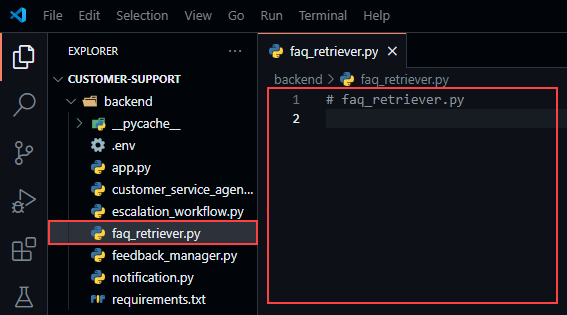 File Edit Selection View Go Run Terminal Help
EXPLORER ...
CUSTOMER-SUPPORT
backend
__pycache__
.env
app.py
customer_service_agen...
escalation_workflow.py
faq_retriever.py
feedback_manager.py
notification.py
requirements.txt
faq_retriever.py
backend > faq_retriever.py
1 # faq_retriever.py
2